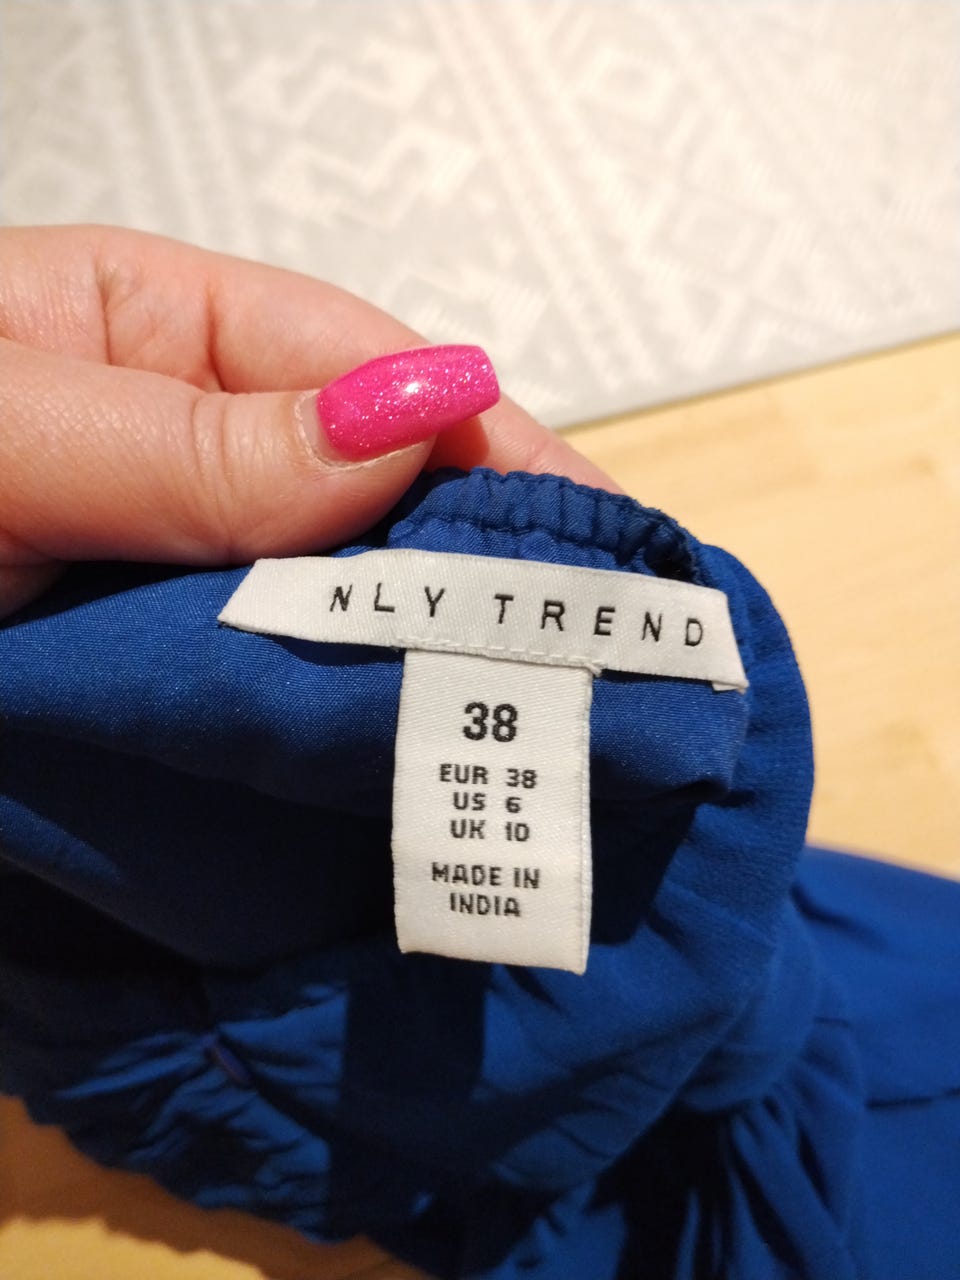 NLY TREND
38
EUR 38
US 6
UK 10
MADE IN
INDIA